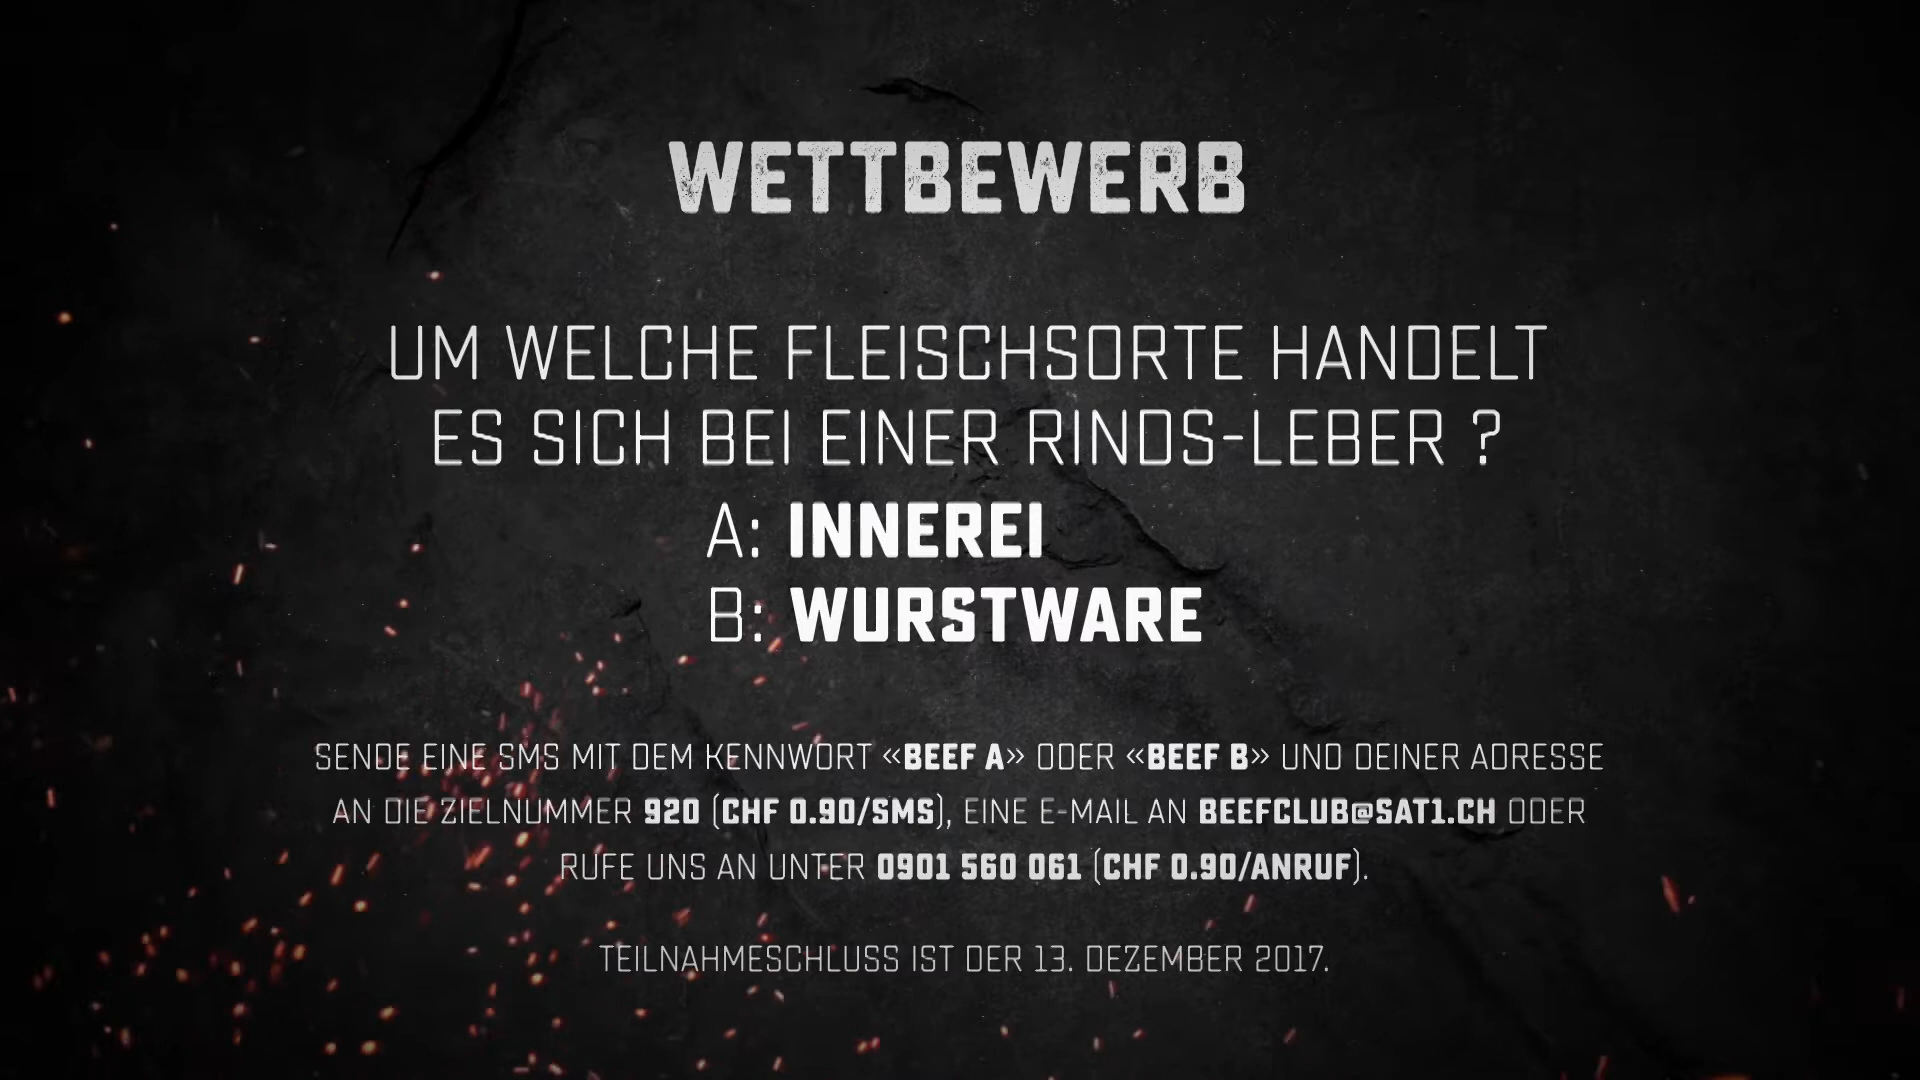 WETTBEWERB
UM WELCHE FLEISCHSORTE HANDELT
ES SICH BEI EINER RINDS-LEBER ?
A: INNEREI
B: WURSTWARE
SENDE EINE SMS MIT DEM KENNWORT «BEEF A» ODER «BEEF B» UND DEINER ADRESSE
AN DIE ZIELNUMMER 920 (CHF 0.90/SMS), EINE E-MAIL AN BEEFCLUB@SAT1.CH ODER
RUFE UNS AN UNTER 0901 560 061 (CHF 0.90/ANRUF).
TEILNAHMESCHLUSS IST DER 13. DEZEMBER 2017.